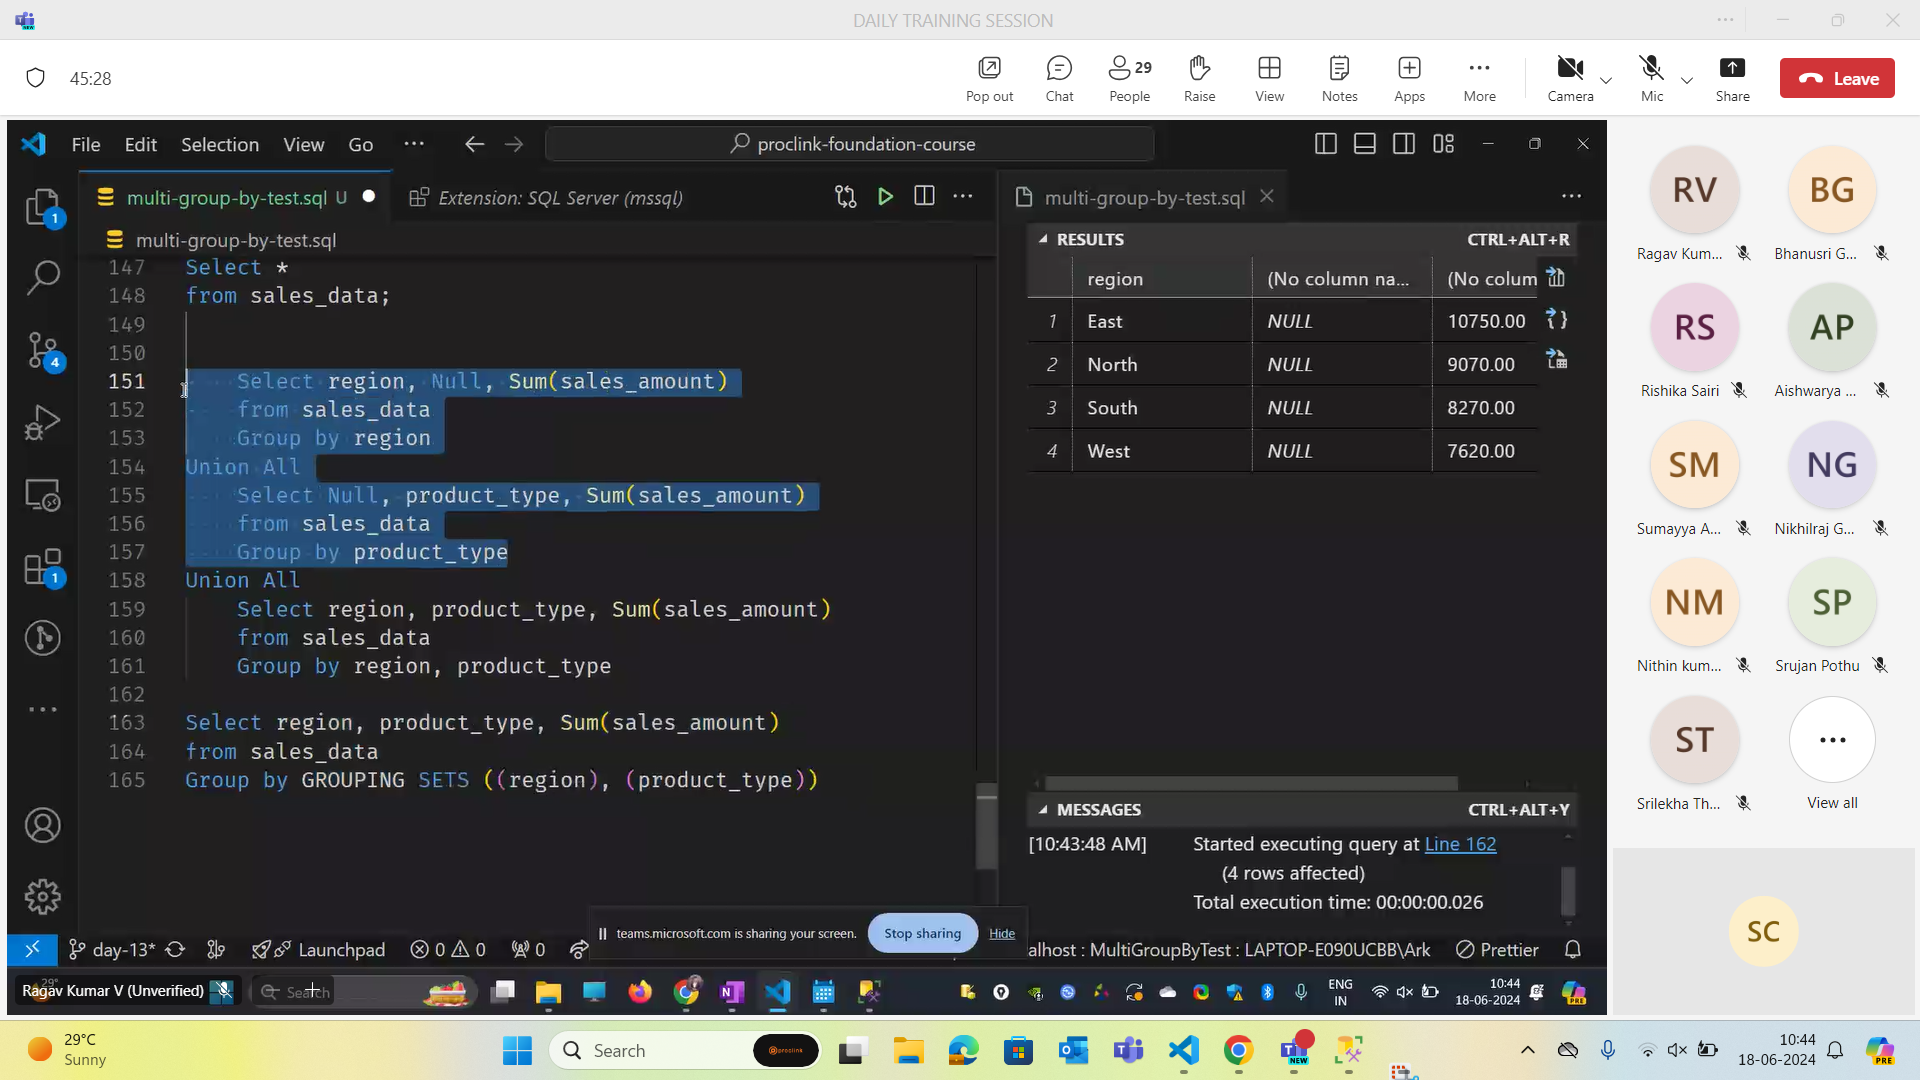 DAILY TRAINING SESSION
45:28
Pop out
Chat
29
People
Raise
View
Notes
Apps
More
Camera
Mic
Share
Leave
File Edit Selection View Go
proclink-foundation-course
multi-group-by-test.sql U
Extension: SQL Server (mssql)
multi-group-by-test.sql
multi-group-by-test.sql
147 Select *
148 from sales_data;
149
150
151 Select region, Null, Sum(sales_amount)
152 from sales_data
153 Group by region
154 Union All
155 Select Null, product_type, Sum(sales_amount)
156 from sales_data
157 Group by product_type
158 Union All
159 Select region, product_type, Sum(sales_amount)
160 from sales_data
161 Group by region, product_type
162
163 Select region, product_type, Sum(sales_amount)
164 from sales_data
165 Group by GROUPING SETS ((region), (product_type))
1
4
1
RESULTS CTRL+ALT+R
region (No column na... (No colum
1 East NULL 10750.00
2 North NULL 9070.00
3 South NULL 8270.00
4 West NULL 7620.00
MESSAGES CTRL+ALT+Y
[10:43:48 AM] Started executing query at Line 162
(4 rows affected)
Total execution time: 00:00:00.026
teams.microsoft.com is sharing your screen. Stop sharing Hide
day-13* Launchpad 0 0 0
alhost : MultiGroupByTest : LAPTOP-E090UCBB\Ark Prettier
Ragav Kumar V (Unverified)
Search
ENG
IN
10:44
18-06-2024
PRE
RV
Ragav Kum...
BG
Bhanusri G...
RS
Rishika Sairi
AP
Aishwarya ...
SM
Sumayya A...
NG
Nikhilraj G...
NM
Nithin kum...
SP
Srujan Pothu
ST
Srilekha Th...
View all
SC
29°C
Sunny
Search
proclink
NEW
10:44
18-06-2024
PRE